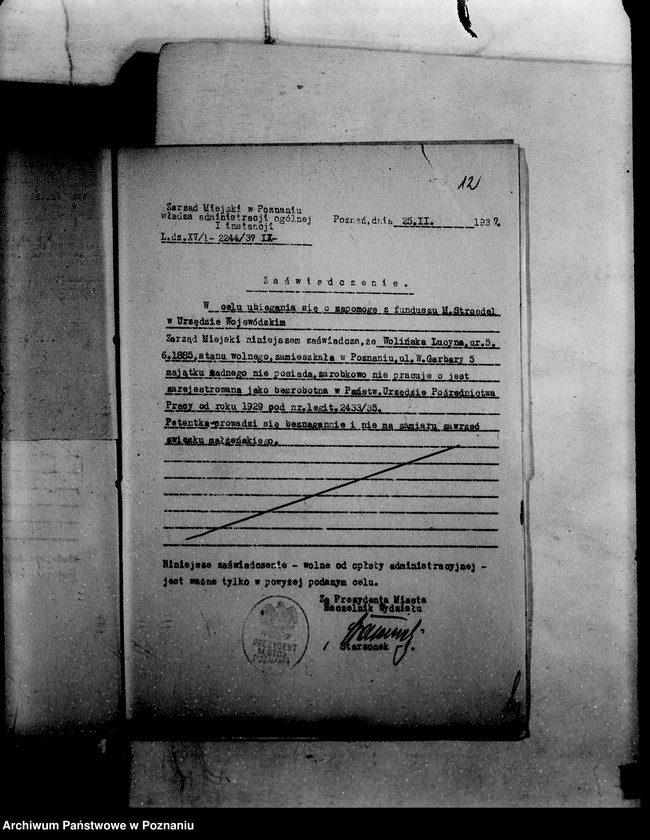 12
Zarząd Miejski w Poznaniu
władza administracji ogólnej
I instancji
L.dz.XV/1- 2244/37 IX-
Poznań, dnia 25.II. 1937.
Zaświadczenie.
W celu ubiegania się o zapomogę z funduszu M.Stroedel
w Urzędzie Wojewódzkim
Zarząd Miejski niniejszem zaświadcza, że Wolińska Lucyna, ur.5.
6.1885, stanu wolnego, zamieszkała w Poznaniu, ul.W.Garbary 5
majątku żadnego nie posiada, zarobkowo nie pracuje o jest
zarejestrowana jako bezrobotna w Państw.Urzędzie Pośrednictwa
Pracy od roku 1929 pod nr.legit.2433/35.
Petentka prowadzi się beznagannie i nie ma zamiaru zawrzeć
związku małżeńskiego.
Niniejsze zaświadczenie - wolne od opłaty administracyjnej -
jest ważne tylko w powyżej podanym celu.
Za Prezydenta Miasta
Naczelnik Wydziału
Starzonek
PREZYDENT
M. STOŁ.
POZNANIA
Archiwum Państwowe w Poznaniu